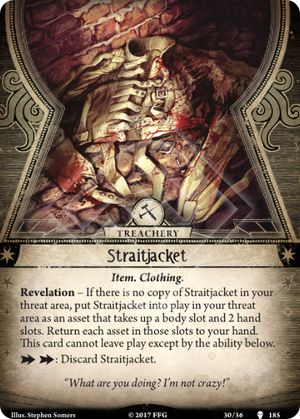 TREACHERY
Straitjacket
Item. Clothing.
Revelation – If there is no copy of Straitjacket in your
threat area, put Straitjacket into play in your threat
area as an asset that takes up a body slot and 2 hand
slots. Return each asset in those slots to your hand.
This card cannot leave play except by the ability below.
: Discard Straitjacket.
“What are you doing? I’m not crazy!”
Illus. Stephen Somers © 2017 FFG 30/36 185